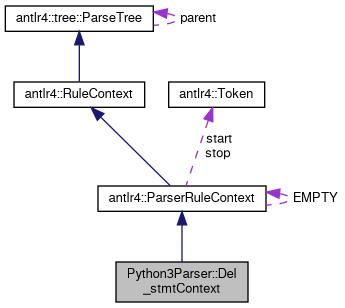 antlr4::tree::ParseTree
parent
antlr4::RuleContext
antlr4::Token
start
stop
antlr4::ParserRuleContext
EMPTY
Python3Parser::Del
_stmtContext